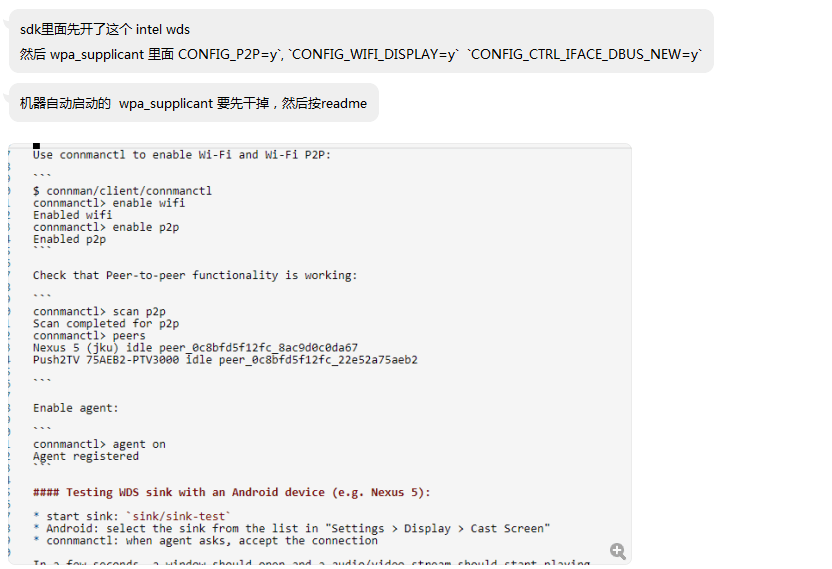 sdk里面先开了这个 intel wds
然后 wpa_supplicant 里面 CONFIG_P2P=y`, `CONFIG_WIFI_DISPLAY=y`  `CONFIG_CTRL_IFACE_DBUS_NEW=y`
机器自动启动的  wpa_supplicant 要先干掉，然后按readme
Use connmanctl to enable Wi-Fi and Wi-Fi P2P:
```
$ connman/client/connmanctl
connmanctl> enable wifi
Enabled wifi
connmanctl> enable p2p
Enabled p2p
```
Check that Peer-to-peer functionality is working:
```
connmanctl> scan p2p
Scan completed for p2p
connmanctl> peers
Nexus 5 (jku) idle peer_0c8bfd5f12fc_8ac9d0c0da67
Push2TV 75AEB2-PTV3000 idle peer_0c8bfd5f12fc_22e52a75aeb2
```
Enable agent:
```
connmanctl> agent on
Agent registered
```
#### Testing WDS sink with an Android device (e.g. Nexus 5):
* start sink: `sink/sink-test`
* Android: select the sink from the list in "Settings > Display > Cast Screen"
* connmanctl: when agent asks, accept the connection
In a few seconds, a window should open and a audio/video stream should start playing